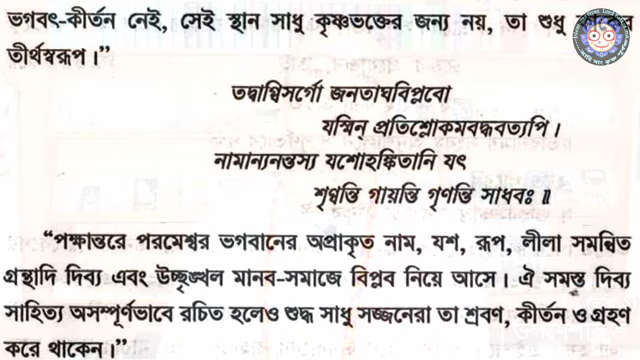 ভগবৎ-কীর্তন নেই, সেই স্থান সাধু কৃষ্ণভক্তের জন্য নয়, তা শুধু
তীর্থস্বরূপ।”
তদ্বাগ্বিসর্গো জনতাঘবিপ্লবো
যস্মিন্ প্রতিশ্লোকমবদ্ধবত্যপি।
নামান্যনন্তস্য যশোহঙ্কিতানি যৎ
শৃণ্বন্তি গায়ন্তি গৃণন্তি সাধবঃ॥
“পক্ষান্তরে পরমেশ্বর ভগবানের অপ্রাকৃত নাম, যশ, রূপ, লীলা সমন্বিত
গ্রন্থাদি দিব্য এবং উচ্ছৃঙ্খল মানব-সমাজে বিপ্লব নিয়ে আসে। ঐ সমস্ত দিব্য
সাহিত্য অসম্পূর্ণভাবে রচিত হলেও শুদ্ধ সাধু সজ্জনেরা তা শ্রবণ, কীর্তন ও গ্রহণ
করে থাকেন।”